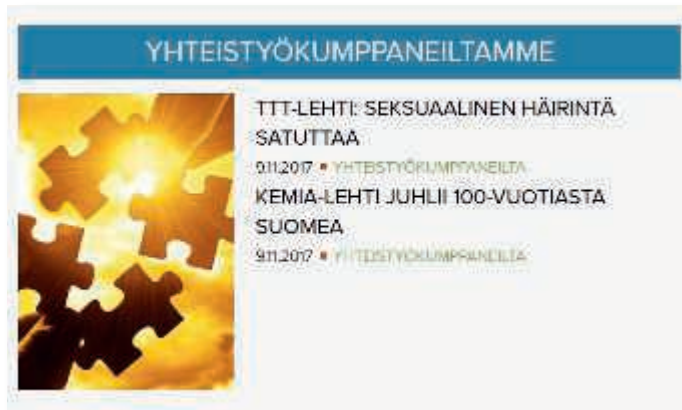 YHTEISTYÖKUMPPANEILTAMME
TTT-LEHTI: SEKSUAALINEN HÄIRINTÄ
SATUTTAA
9.11.2017 ▪ YHTEISTYÖKUMPPANEILTA
KEMIA-LEHTI JUHLII 100-VUOTIASTA
SUOMEA
9.11.2017 ▪ YHTEISTYÖKUMPPANEILTA